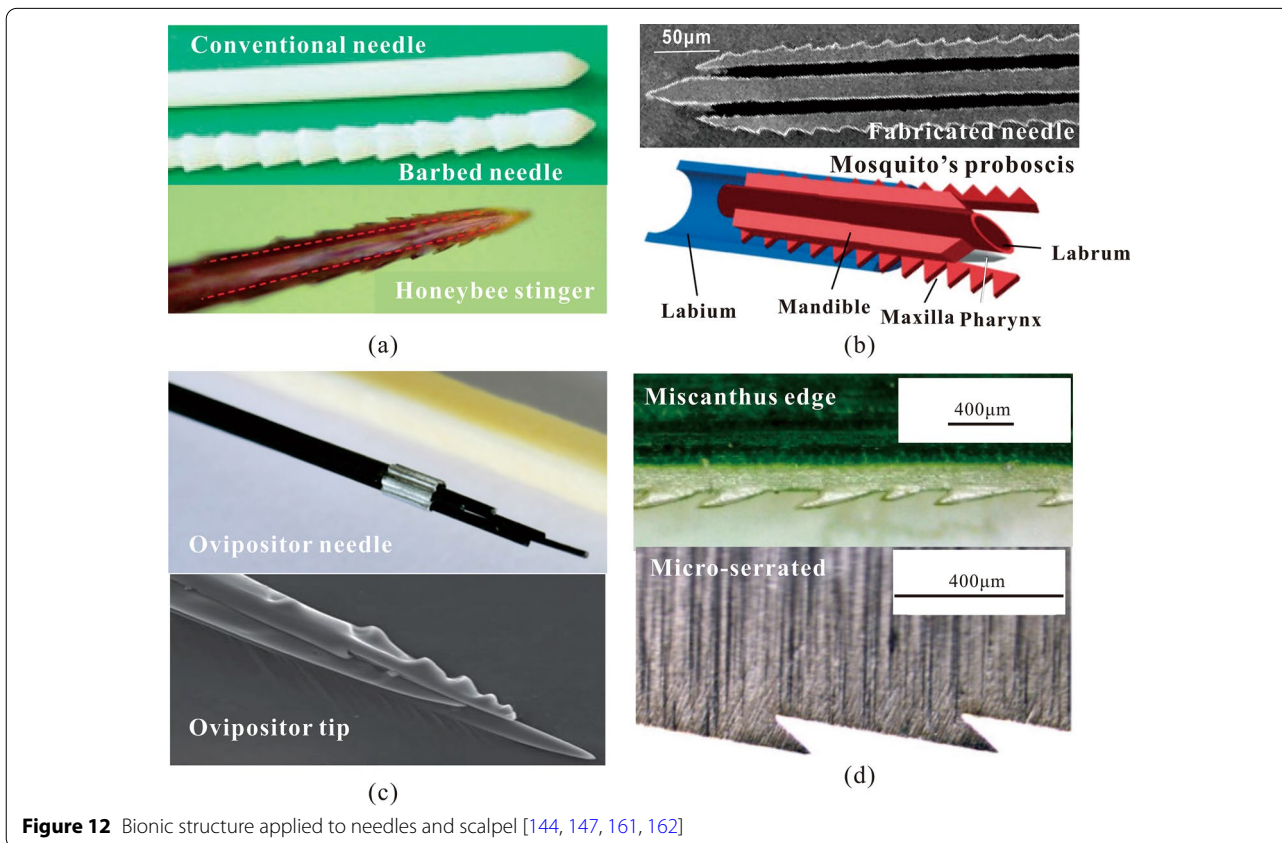 Conventional needle
Barbed needle
Honeybee stinger
(a)
50μm
Fabricated needle
Mosquito's proboscis
Labrum
Labium
Mandible
Maxilla
Pharynx
(b)
Ovipositor needle
Ovipositor tip
(c)
Miscanthus edge
400μm
Micro-serrated
400μm
(d)
Figure 12 Bionic structure applied to needles and scalpel [144, 147, 161, 162]